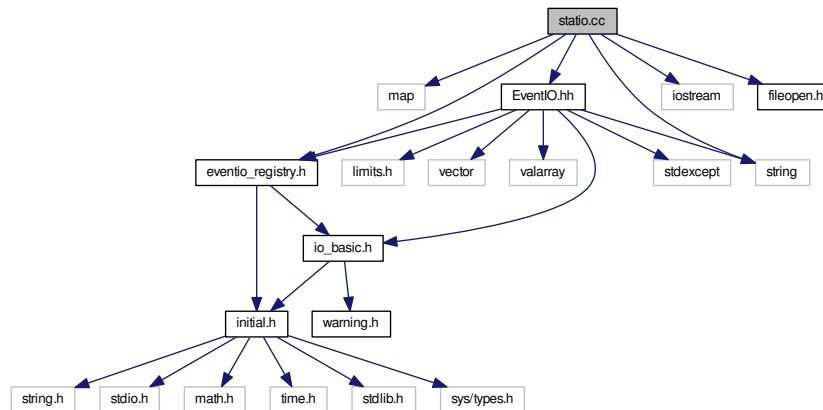 statio.cc
map
EventIO.hh
iostream
fileopen.h
eventio_registry.h
limits.h
vector
valarray
stdexcept
string
io_basic.h
initial.h
warning.h
string.h
stdio.h
math.h
time.h
stdlib.h
sys/types.h